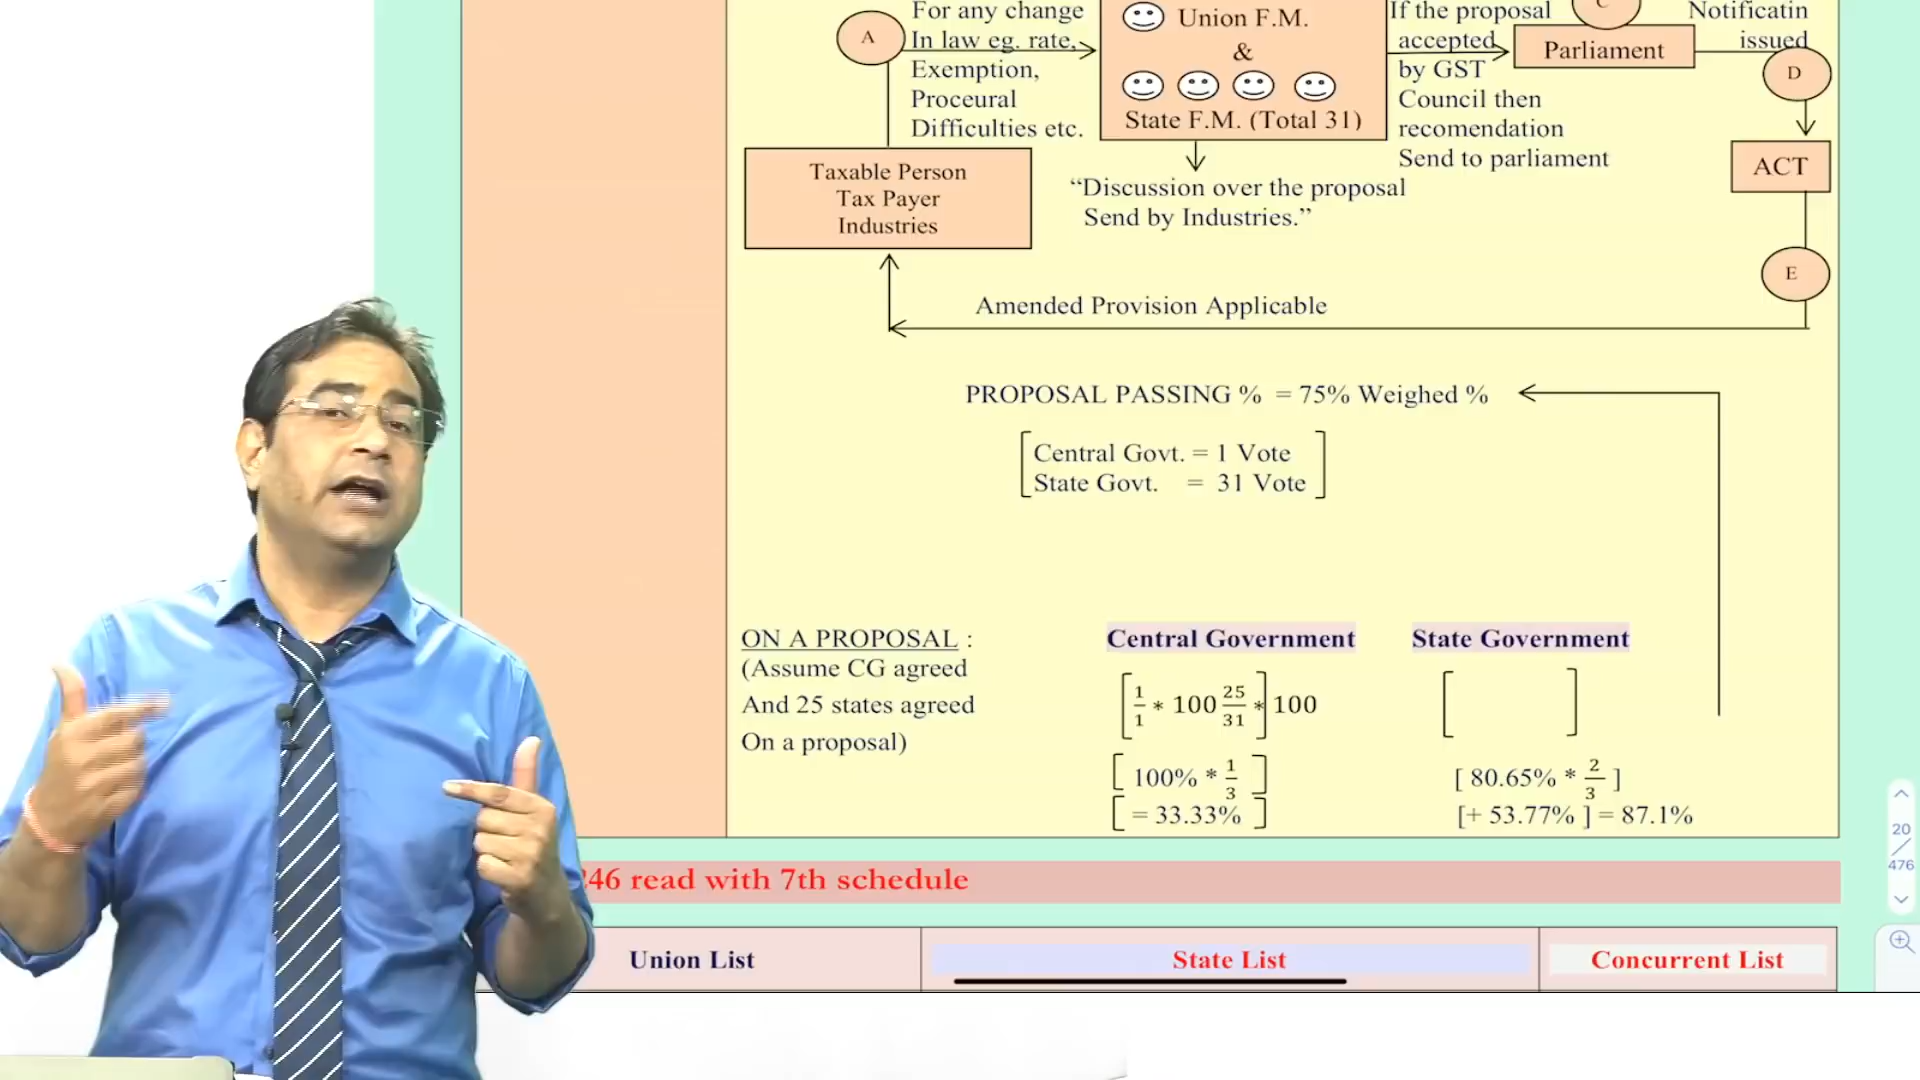 A
For any change
In law eg. rate,
Exemption,
Proceural
Difficulties etc.
Union F.M.
&
State F.M. (Total 31)
If the proposal
accepted
by GST
Council then
recomendation
Send to parliament
C
Parliament
Notificatin
issued
D
ACT
E
Taxable Person
Tax Payer
Industries
“Discussion over the proposal
Send by Industries.”
Amended Provision Applicable
PROPOSAL PASSING % = 75% Weighed %
[Central Govt. = 1 Vote
State Govt. = 31 Vote]
ON A PROPOSAL :
(Assume CG agreed
And 25 states agreed
On a proposal)
Central Government
[1/1 * 100 25/31 *] 100
[ 100% * 1/3 ]
[ = 33.33% ]
State Government
[ ]
[ 80.65% * 2/3 ]
[+ 53.77% ] = 87.1%
246 read with 7th schedule
Union List
State List
Concurrent List
20
/
476